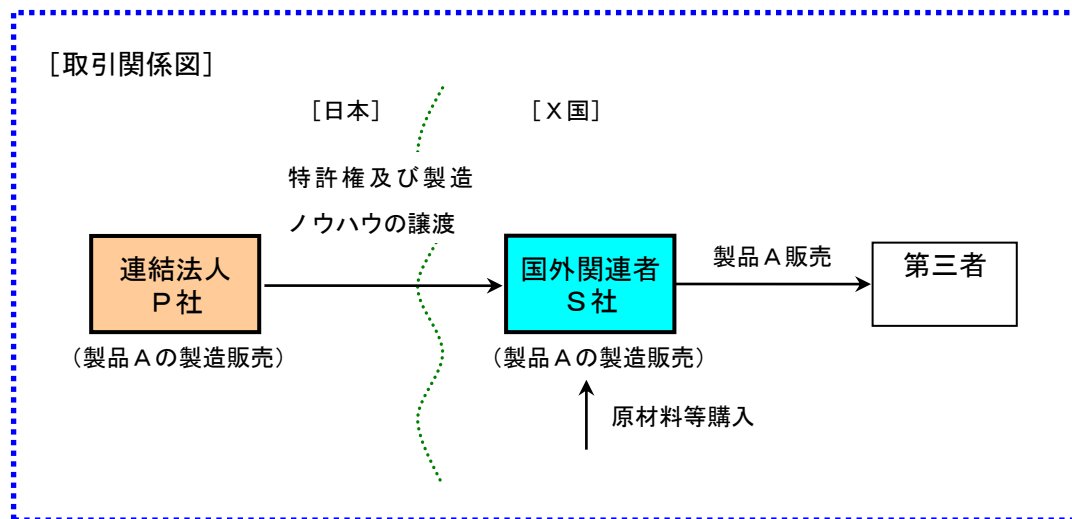 ［取引関係図］
［日本］
［Ｘ国］
特許権及び製造
ノウハウの譲渡
連結法人
Ｐ社
（製品Ａの製造販売）
国外関連者
Ｓ社
（製品Ａの製造販売）
製品Ａ販売
第三者
原材料等購入